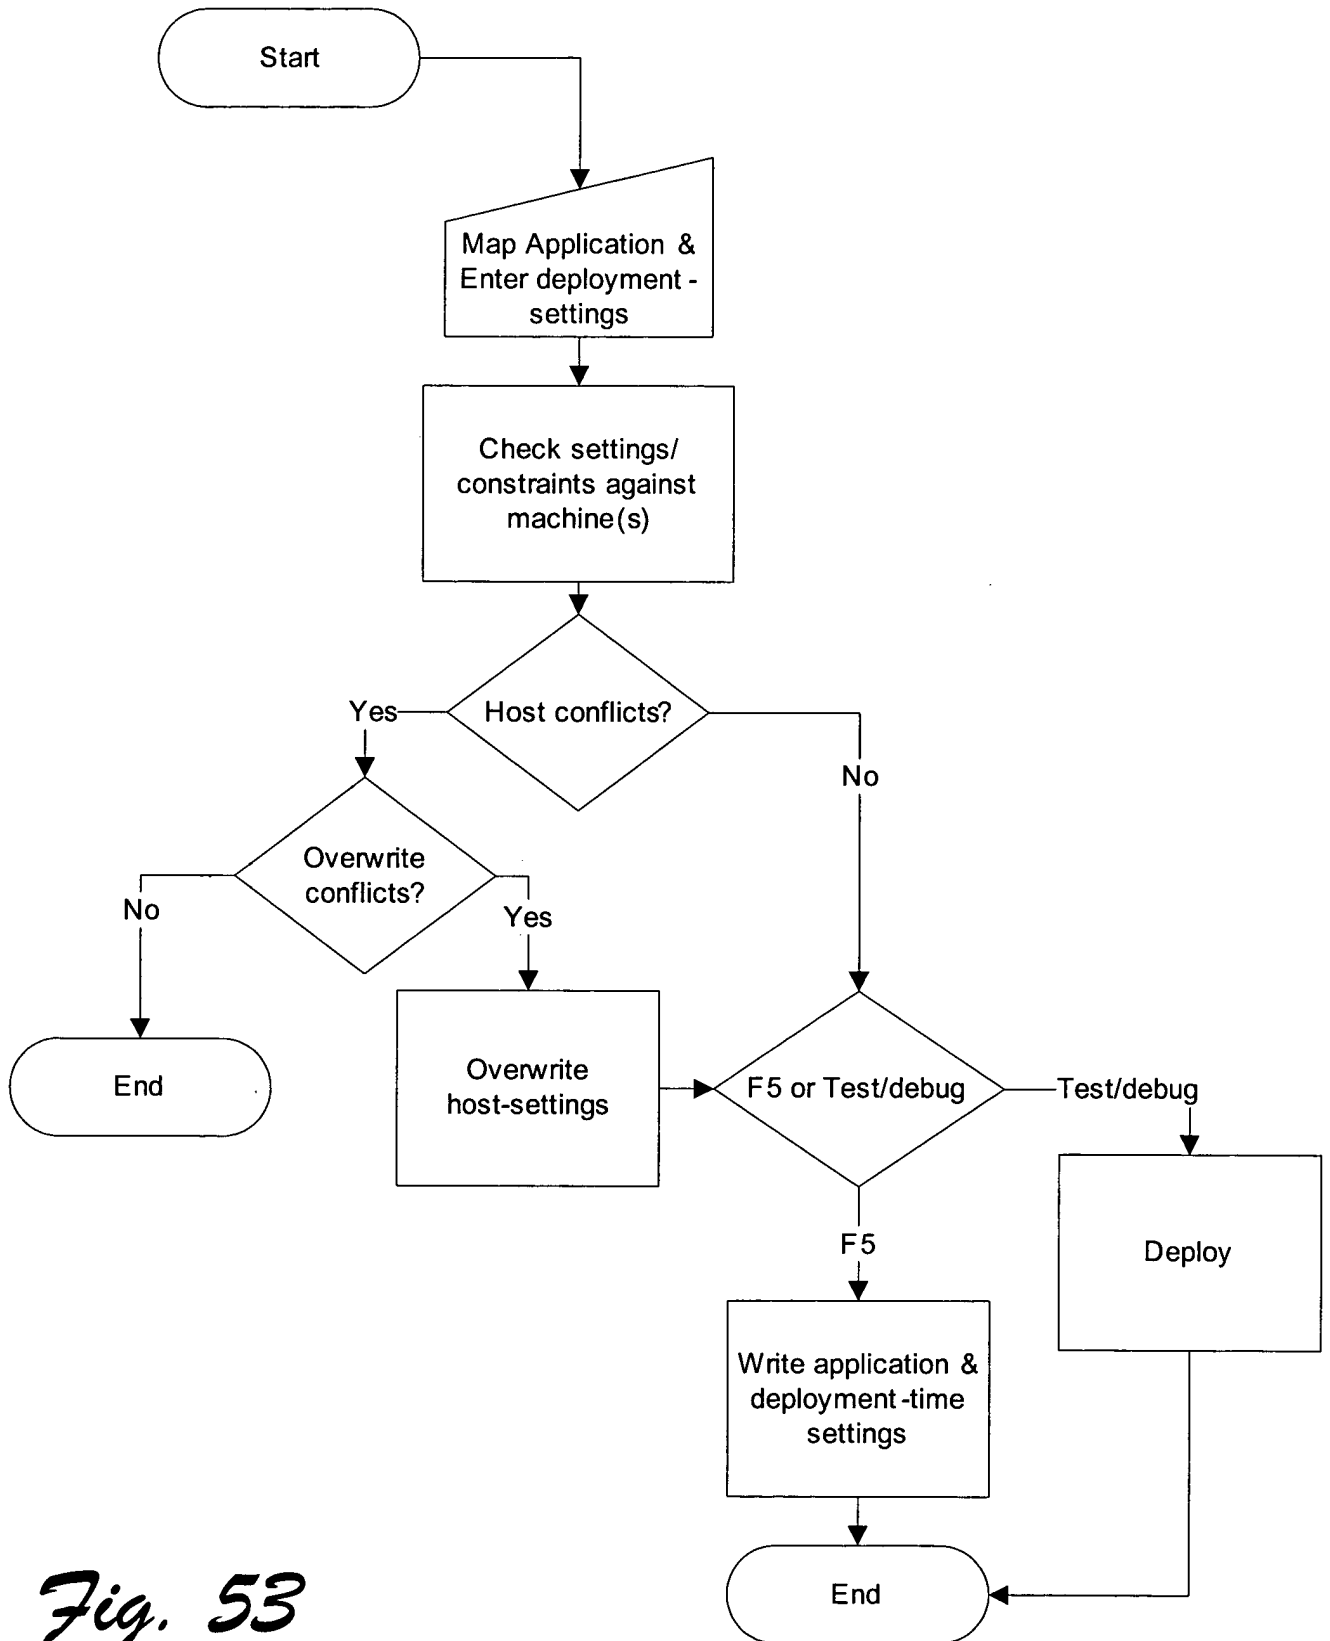 Start
Map Application &
Enter deployment -
settings
Check settings/
constraints against
machine(s)
Host conflicts?
Yes
No
Overwrite
conflicts?
No
Yes
Overwrite
host-settings
F5 or Test/debug
Test/debug
End
F5
Deploy
Write application &
deployment-time
settings
End
Fig. 53